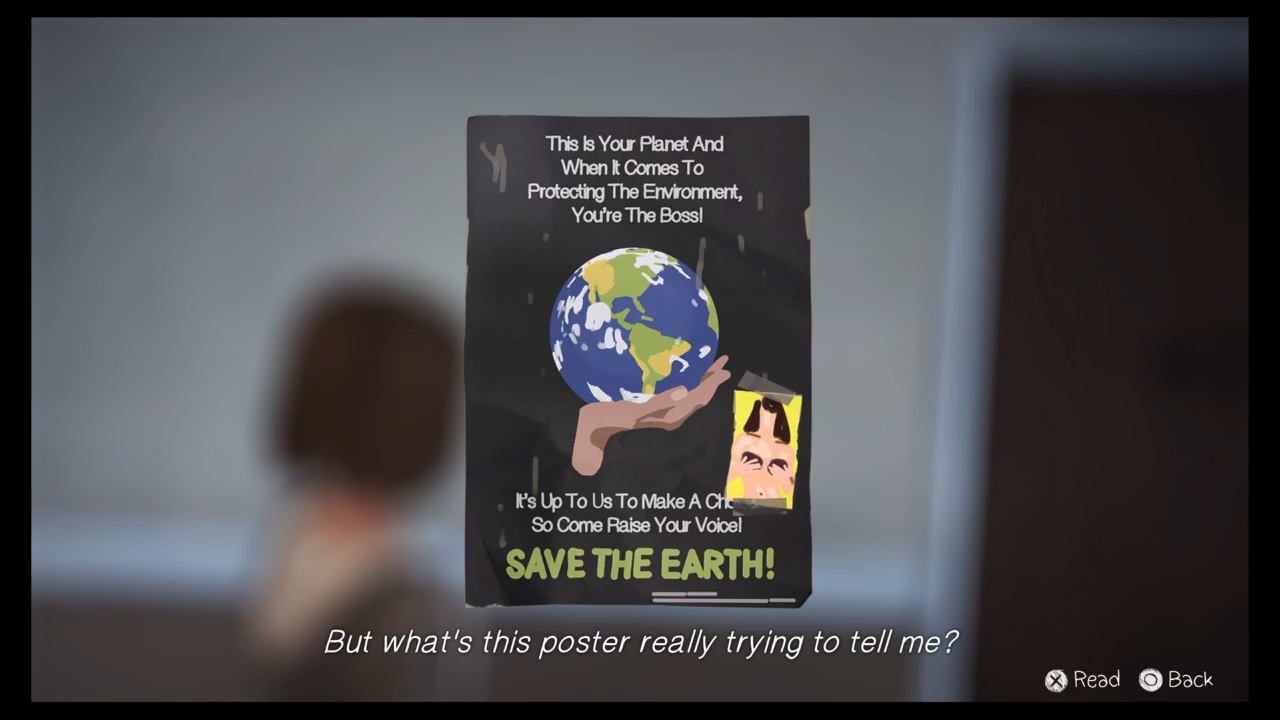 This Is Your Planet And
When It Comes To
Protecting The Environment,
You're The Boss!
It's Up To Us To Make A
So Come Raise Your Voice!
SAVE THE EARTH!
But what's this poster really trying to tell me?
Read
Back